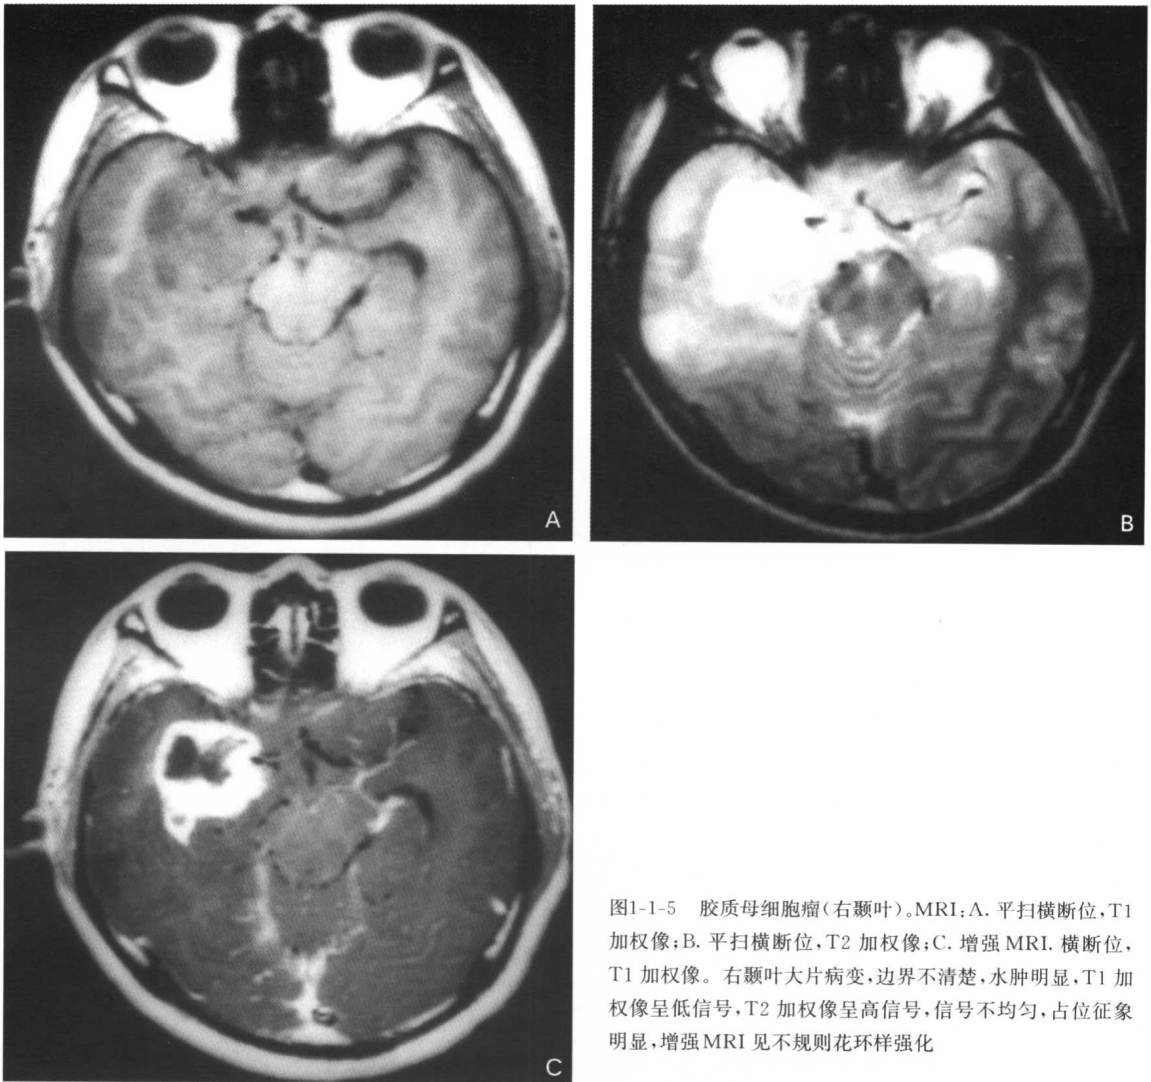 A
B
C
图1-1-5 胶质母细胞瘤(右颞叶)。MRI:A. 平扫横断位,T1
加权像;B. 平扫横断位,T2 加权像;C. 增强 MRI. 横断位,
T1 加权像。右颞叶大片病变,边界不清楚,水肿明显,T1 加
权像呈低信号,T2 加权像呈高信号,信号不均匀,占位征象
明显,增强MRI 见不规则花环样强化